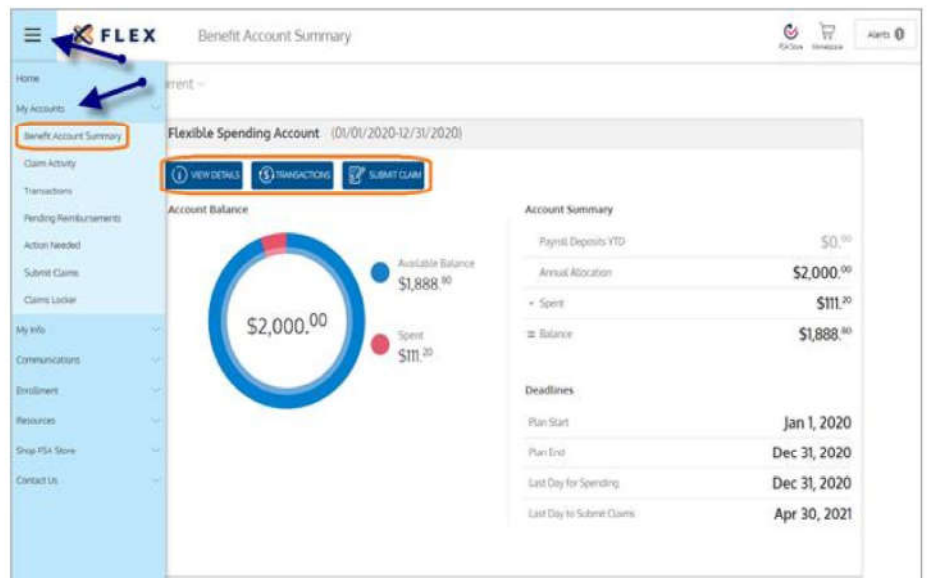 FLEX
Benefit Account Summary
FSA Store
Marketplace
Alerts 0
Home
My Accounts
Benefit Account Summary
Claim Activity
Transactions
Pending Reimbursements
Action Needed
Submit Claims
Claims Locker
My Info
Communications
Enrollment
Resources
Shop FSA Store
Contact Us
rrent
Flexible Spending Account (01/01/2020-12/31/2020)
VIEW DETAILS
TRANSACTIONS
SUBMIT CLAIM
Account Balance
$2,000.00
Available Balance
$1,888.80
Spent
$111.20
Account Summary
Payroll Deposits YTD $0.00
Annual Allocation $2,000.00
- Spent $111.20
= Balance $1,888.80
Deadlines
Plan Start Jan 1, 2020
Plan End Dec 31, 2020
Last Day for Spending Dec 31, 2020
Last Day to Submit Claims Apr 30, 2021